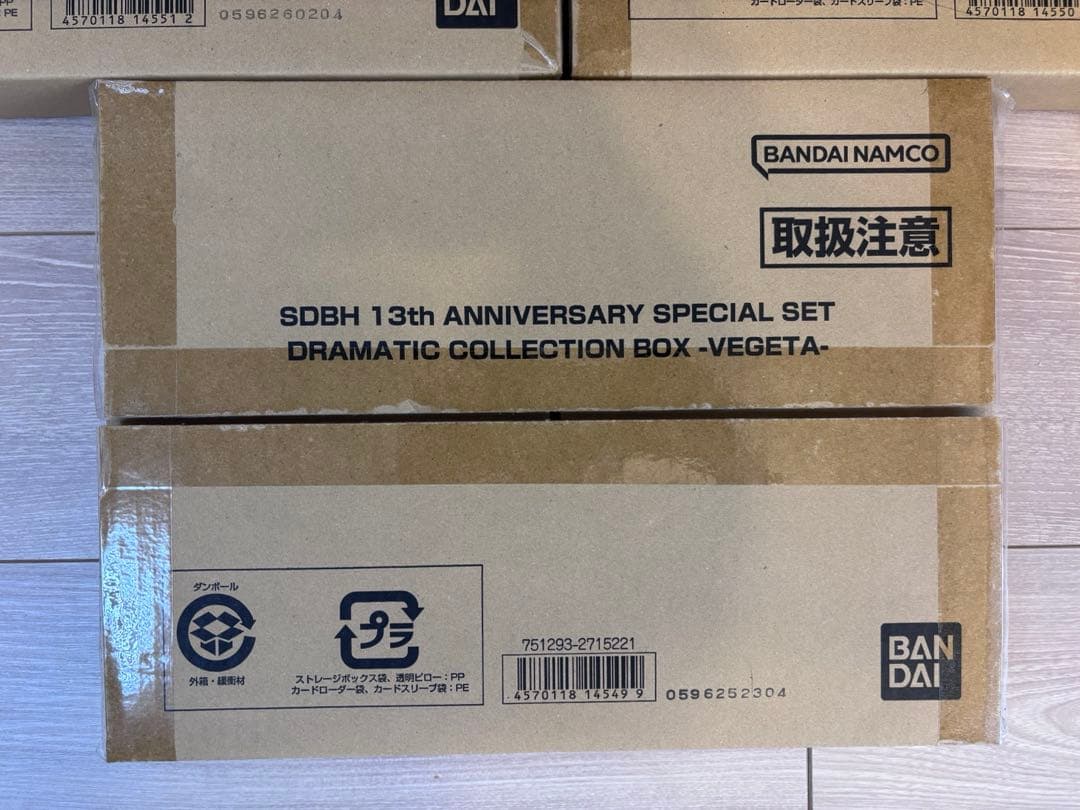 4570118 14551 2
0596260204
DAI
カードローダー袋、カードスリーブ袋：PE
4570118 14550
BANDAI NAMCO
取扱注意
SDBH 13th ANNIVERSARY SPECIAL SET
DRAMATIC COLLECTION BOX -VEGETA-
ダンボール
外箱・緩衝材
プラ
ストレージボックス袋、透明ピロー：PP
カードローダー袋、カードスリーブ袋：PE
751293-2715221
4570118 14549 9
0596252304
BAN
DAI